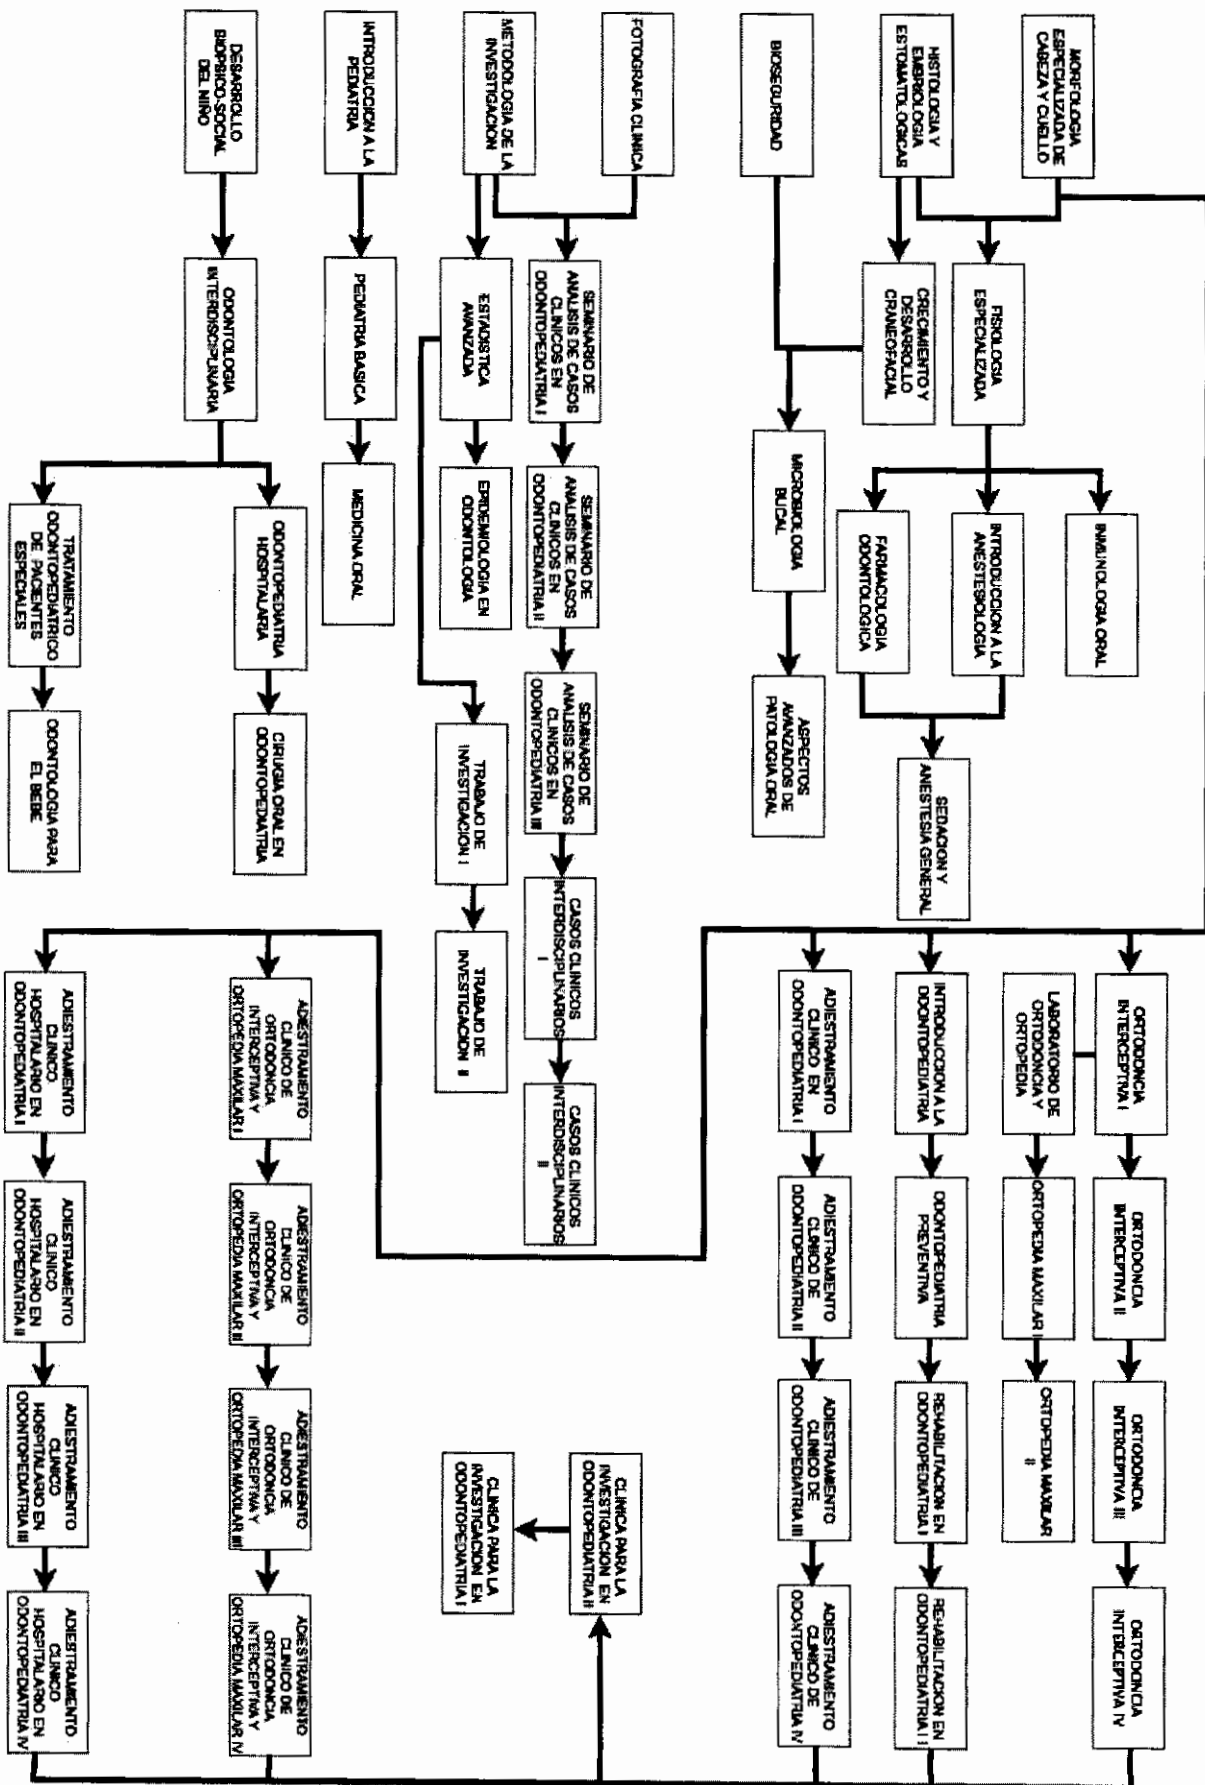 MORFOLOGIA
ESPECIALIZADA DE
CABEZA Y CUELLO
INMUNOLOGIA ORAL
ORTODONCIA
INTERCEPTIVA I
ORTODONCIA
INTERCEPTIVA II
ORTODONCIA
INTERCEPTIVA III
ORTODONCIA
INTERCEPTIVA IV
LABORATORIO DE
ORTODONCIA Y
ORTOPEDIA
ORTOPEDIA MAXILAR I
ORTOPEDIA MAXILAR
II
HISTOLOGIA Y
EMBRIOLOGIA
ESTOMATOLOGICAS
FISIOLOGIA
ESPECIALIZADA
INTRODUCCION A LA
ANESTESIOLOGIA
SEDACION Y
ANESTESIA GENERAL
INTRODUCCION A LA
ODONTOPEDIATRIA
ODONTOPEDIATRIA
PREVENTIVA
REHABILITACION EN
ODONTOPEDIATRIA I
REHABILITACION EN
ODONTOPEDIATRIA II
CRECIMIENTO Y
DESARROLLO
CRANEOFACIAL
FARMACOLOGIA
ODONTOLOGICA
BIOSEGURIDAD
MICROBIOLOGIA
BUCAL
ASPECTOS
AVANZADOS DE
PATOLOGIA ORAL
ADIESTRAMIENTO
CLINICO EN
ODONTOPEDIATRIA I
ADIESTRAMIENTO
CLINICO DE
ODONTOPEDIATRIA II
ADIESTRAMIENTO
CLINICO DE
ODONTOPEDIATRIA III
ADIESTRAMIENTO
CLINICO DE
ODONTOPEDIATRIA IV
FOTOGRAFIA CLINICA
SEMINARIO DE
ANALISIS DE CASOS
CLINICOS EN
ODONTOPEDIATRIA I
SEMINARIO DE
ANALISIS DE CASOS
CLINICOS EN
ODONTOPEDIATRIA II
SEMINARIO DE
ANALISIS DE CASOS
CLINICOS EN
ODONTOPEDIATRIA III
CASOS CLINICOS
INTERDISCIPLINARIOS
I
CASOS CLINICOS
INTERDISCIPLINARIOS
II
CLINICA PARA LA
INVESTIGACION EN
ODONTOPEDIATRIA II
METODOLOGIA DE LA
INVESTIGACION
ESTADISTICA
AVANZADA
EPIDEMIOLOGIA EN
ODONTOLOGIA
TRABAJO DE
INVESTIGACION I
TRABAJO DE
INVESTIGACION II
CLINICA PARA LA
INVESTIGACION EN
ODONTOPEDIATRIA I
INTRODUCCION A LA
PEDIATRIA
PEDIATRIA BASICA
MEDICINA ORAL
DESARROLLO
BIOPSICO-SOCIAL
DEL NIÑO
ODONTOLOGIA
INTERDISCIPLINARIA
ODONTOPEDIATRIA
HOSPITALARIA
CIRUGIA ORAL EN
ODONTOPEDIATRIA
ADIESTRAMIENTO
CLINICO DE
ORTODONCIA
INTERCEPTIVA Y
ORTOPEDIA MAXILAR I
ADIESTRAMIENTO
CLINICO DE
ORTODONCIA
INTERCEPTIVA Y
ORTOPEDIA MAXILAR II
ADIESTRAMIENTO
CLINICO DE
ORTODONCIA
INTERCEPTIVA Y
ORTOPEDIA MAXILAR III
ADIESTRAMIENTO
CLINICO DE
ORTODONCIA
INTERCEPTIVA Y
ORTOPEDIA MAXILAR IV
TRATAMIENTO
ODONTOPEDIATRICO
DE PACIENTES
ESPECIALES
ODONTOLOGIA PARA
EL BEBE
ADIESTRAMIENTO
CLINICO
HOSPITALARIO EN
ODONTOPEDIATRIA I
ADIESTRAMIENTO
CLINICO
HOSPITALARIO EN
ODONTOPEDIATRIA II
ADIESTRAMIENTO
CLINICO
HOSPITALARIO EN
ODONTOPEDIATRIA III
ADIESTRAMIENTO
CLINICO
HOSPITALARIO EN
ODONTOPEDIATRIA IV